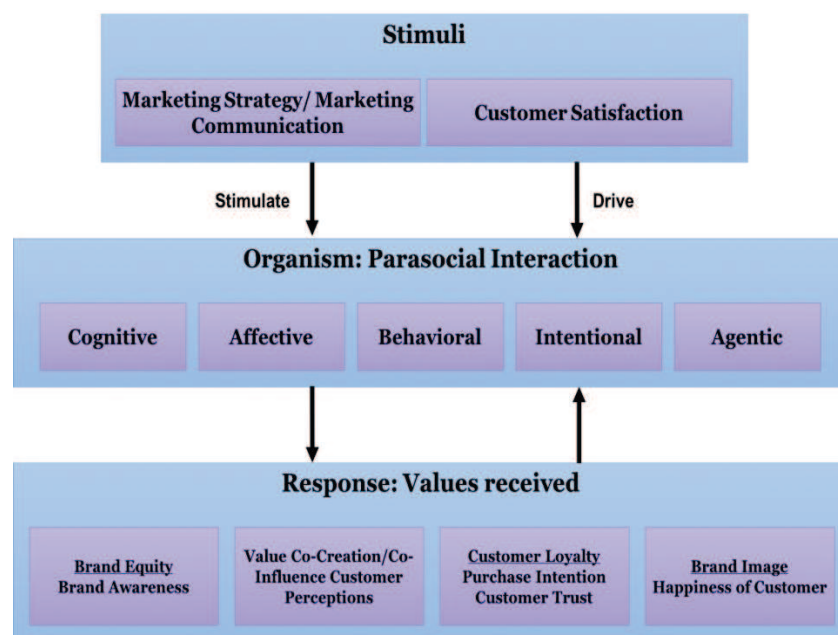 Stimuli
Marketing Strategy/ Marketing
Communication
Customer Satisfaction
Stimulate
Drive
Organism: Parasocial Interaction
Cognitive
Affective
Behavioral
Intentional
Agentic
Response: Values received
Brand Equity
Brand Awareness
Value Co-Creation/Co-
Influence Customer
Perceptions
Customer Loyalty
Purchase Intention
Customer Trust
Brand Image
Happiness of Customer